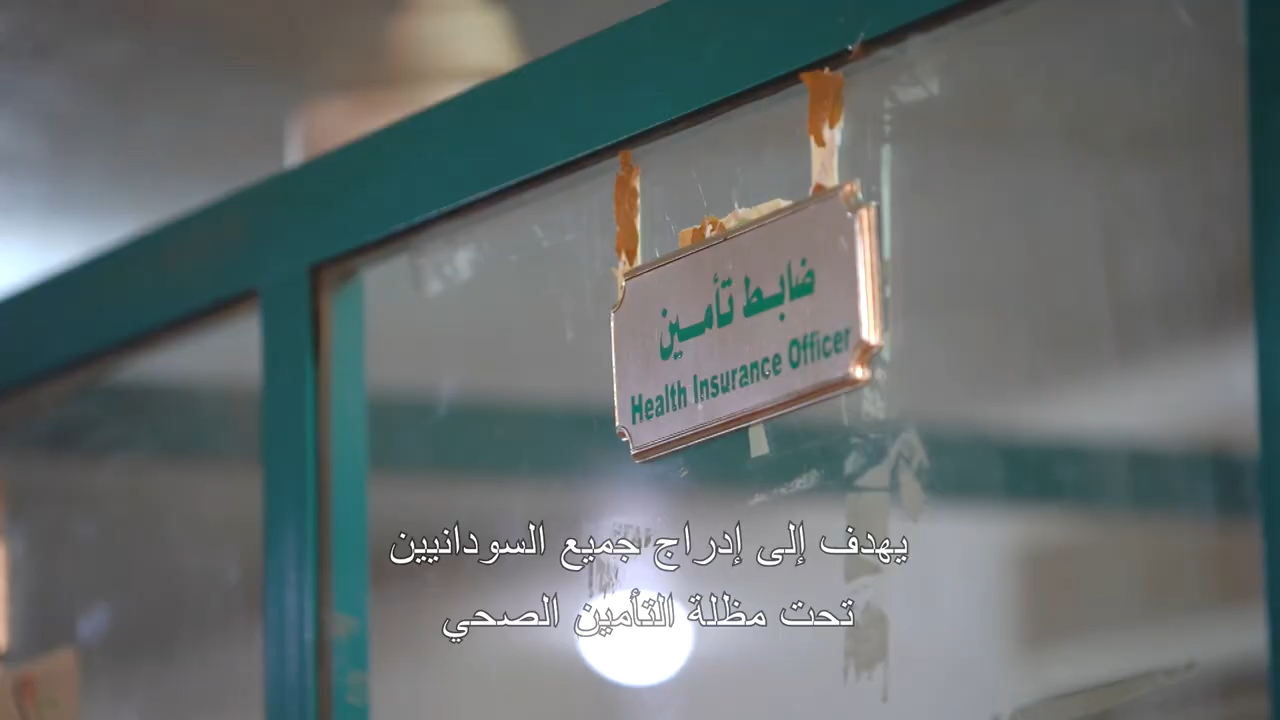 ضابط تأمين
Health Insurance Officer
يهدف إلى إدراج جميع السودانيين
تحت مظلة التأمين الصحي